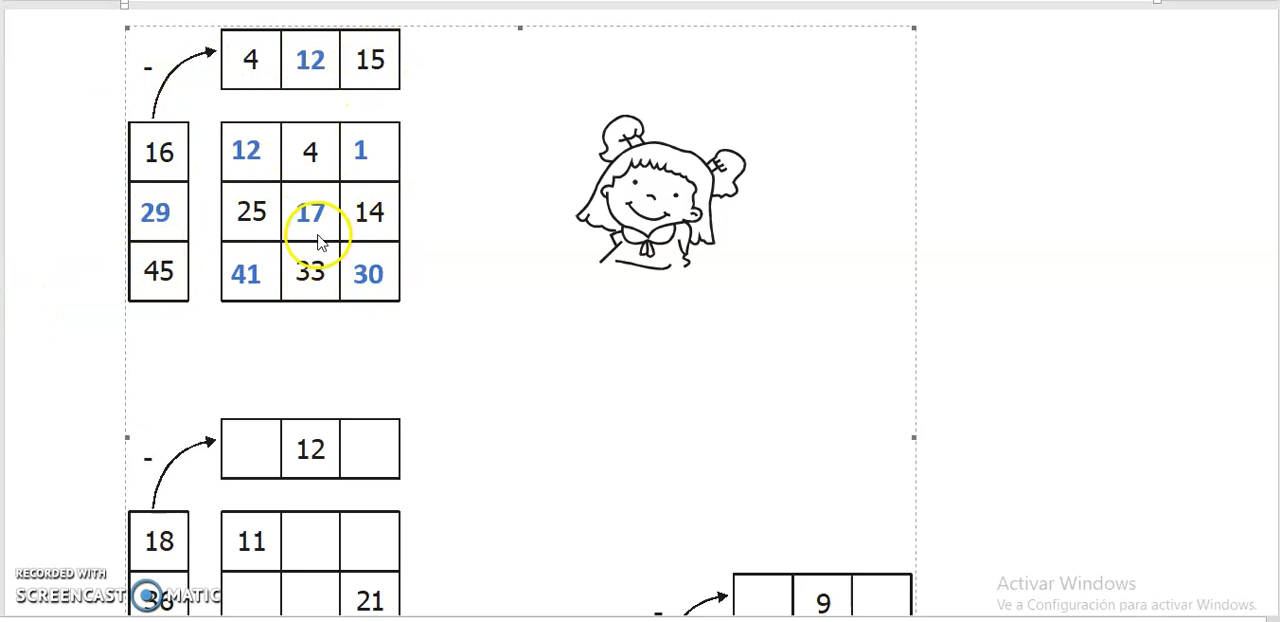 4 12 15
-
16 12 4 1
29 25 17 14
45 41 33 30
12
-
18 11
RECORDED WITH
SCREENCAST MATIC
36 21
9
-
Activar Windows
Ve a Configuración para activar Windows.